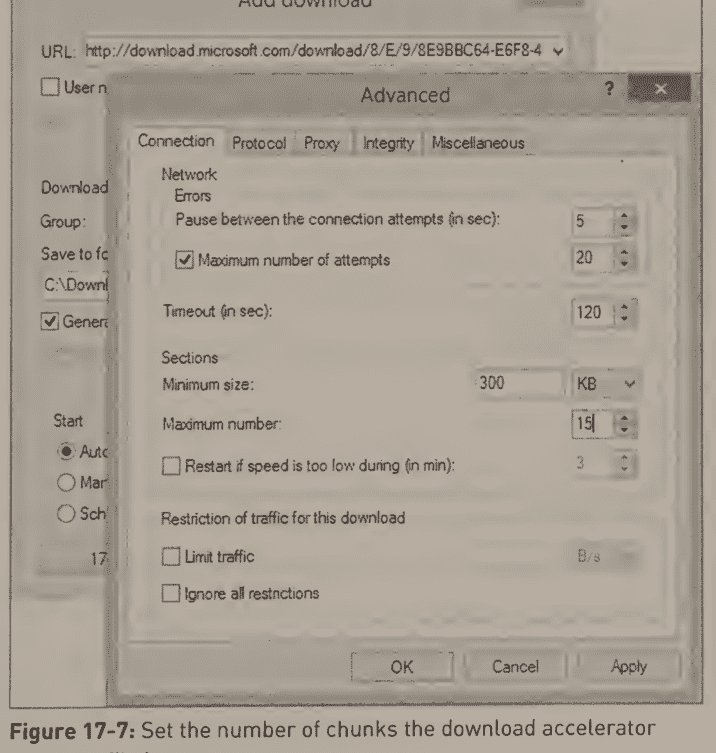 Add download
URL: http://download.microsoft.com/download/8/E/9/8E9BBC64-E6F8-4
User n
Advanced
? ×
Connection Protocol Proxy Integrity Miscellaneous
Network
Errors
Download
Pause between the connection attempts (in sec): 5
Group:
Save to fo
Maximum number of attempts 20
C:\Downl
Timeout (in sec): 120
Genera
Sections
Minimum size: 300 KB
Start
Maximum number: 15
Auto
Restart if speed is too low during (in min): 3
Man
Sch
Restriction of traffic for this download
17
Limit traffic B/s
Ignore all restrictions
OK Cancel Apply
Figure 17-7: Set the number of chunks the download accelerator